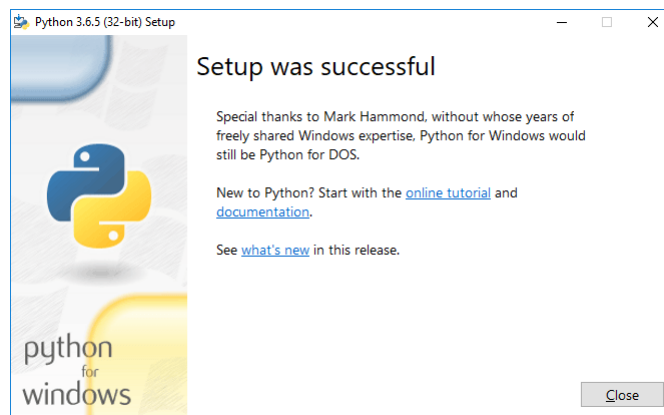 Python 3.6.5 (32-bit) Setup
Setup was successful
Special thanks to Mark Hammond, without whose years of
freely shared Windows expertise, Python for Windows would
still be Python for DOS.
New to Python? Start with the online tutorial and
documentation.
See what's new in this release.
python
for
windows
Close